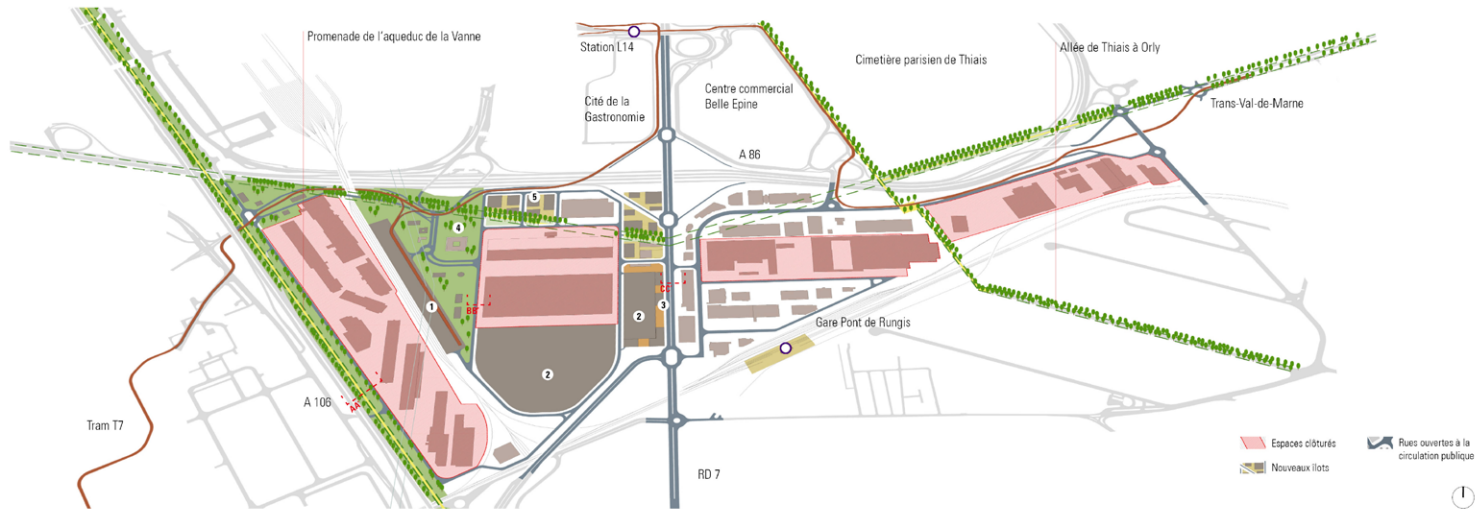 Promenade de l'aqueduc de la Vanne
Station L14
Cimetière parisien de Thiais
Allée de Thiais à Orly
Centre commercial
Belle Epine
Cité de la
Gastronomie
Trans-Val-de-Marne
A 86
5
4
1
BB'
CC'
3
2
2
Gare Pont de Rungis
A 106
AA'
Tram T7
RD 7
Espaces clôturés
Nouveaux îlots
Rues ouvertes à la
circulation publique